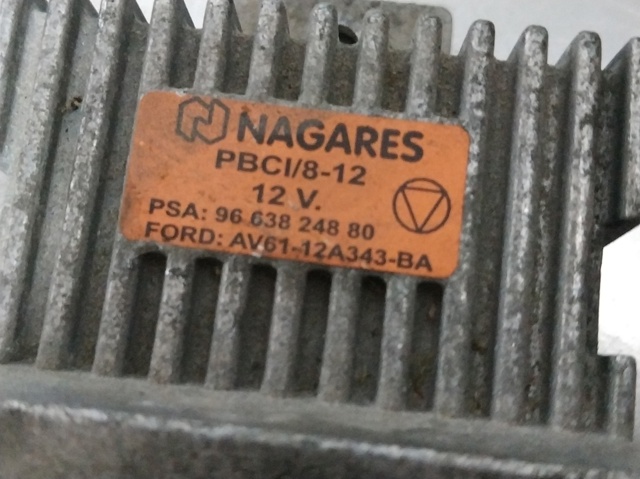 NAGARES
PBCI/8-12
12 V.
PSA: 96 638 248 80
FORD: AV61-12A343-BA